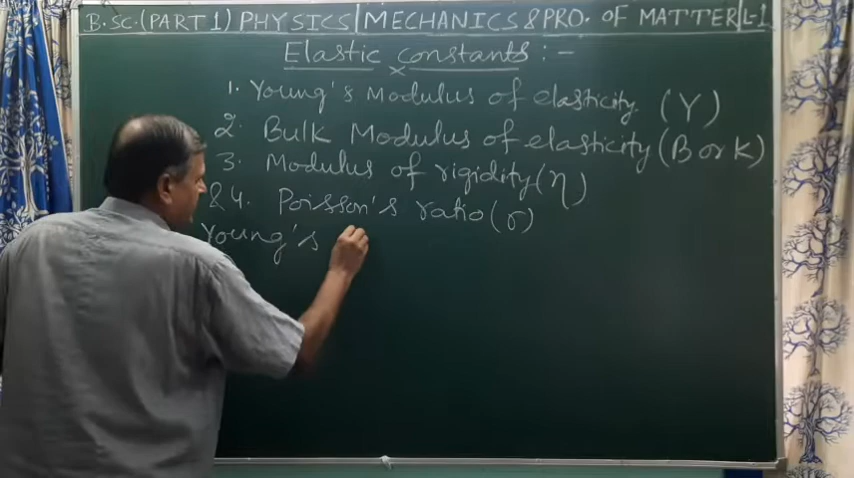 B.SC.(PART 1) PHYSICS|MECHANICS & PRO. OF MATTER|L-1
Elastic constants :-
1. Young's Modulus of elasticity (Y)
2. Bulk Modulus of elasticity (B or K)
3. Modulus of rigidity (η)
& 4. Poisson's ratio (σ)
Young's